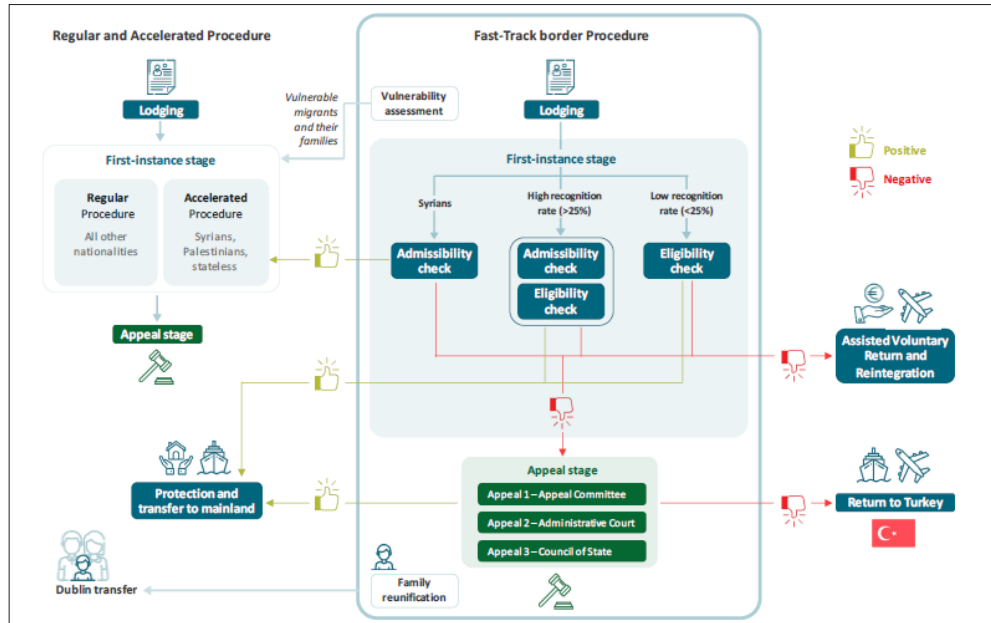 Regular and Accelerated Procedure
Lodging
Vulnerable
migrants
and their
families
First-instance stage
Regular
Procedure
All other
nationalities
Accelerated
Procedure
Syrians,
Palestinians,
stateless
Appeal stage
Protection and
transfer to mainland
Dublin transfer
Fast-Track border Procedure
Vulnerability
assessment
Lodging
First-instance stage
Syrians
High recognition
rate (>25%)
Low recognition
rate (<25%)
Admissibility
check
Admissibility
check
Eligibility
check
Eligibility
check
Appeal stage
Appeal 1 – Appeal Committee
Appeal 2 – Administrative Court
Appeal 3 – Council of State
Family
reunification
Positive
Negative
Assisted Voluntary
Return and
Reintegration
Return to Turkey